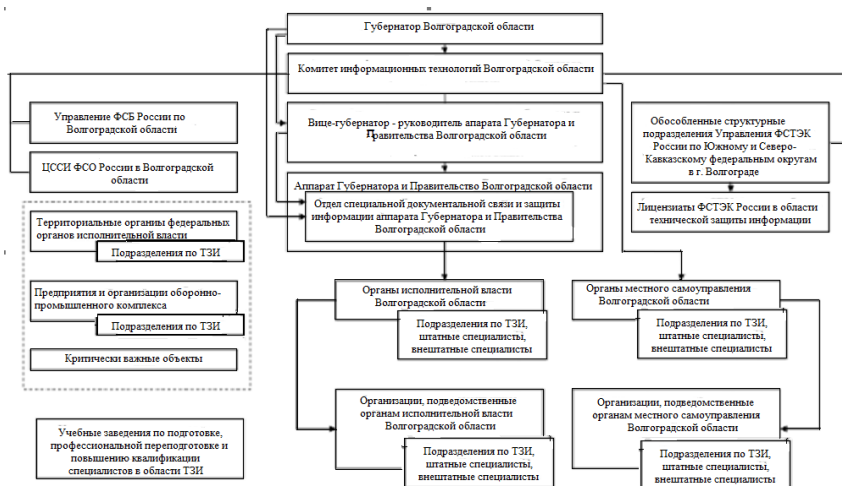 Губернатор Волгоградской области
Комитет информационных технологий Волгоградской области
Управление ФСБ России по
Волгоградской области
ЦССИ ФСО России в Волгоградской
области
Вице-губернатор - руководитель апарата Губернатора и
Правительства Волгоградской области
Обособленные структурные
подразделения Управления ФСТЭК
России по Южному и Северо-
Кавказскому федеральным округам
в г. Волгограде
Лицензиаты ФСТЭК России в области
технической защиты информации
Аппарат Губернатора и Правительство Волгоградской области
Отдел специальной документальной связи и защиты
информации аппарата Губернатора и Правительства
Волгоградской области
Территориальные органиы федеральных
органов исполнительной власти
Подразделения по ТЗИ
Предприятия и организации оборонно-
промышленного комплекса
Подразделения по ТЗИ
Критически важные объекты
Учебные заведения по подготовке,
профессиональной переподготовке и
повышению квалификации
специалистов в области ТЗИ
Органы исполнительной власти
Волгоградской области
Подразделения по ТЗИ,
штатные специалисты,
внештатные специалисты
Органы местного самоуправления
Волгоградской области
Подразделения по ТЗИ,
штатные специалисты,
внештатные специалисты
Организации, подведомственные
органам исполнительной власти
Волгоградской области
Подразделения по ТЗИ,
штатные специалисты,
внештатные специалисты
Организации, подведомственные
органам местного самоуправления
Волгоградской области
Подразделения по ТЗИ,
штатные специалисты,
внештатные специалисты